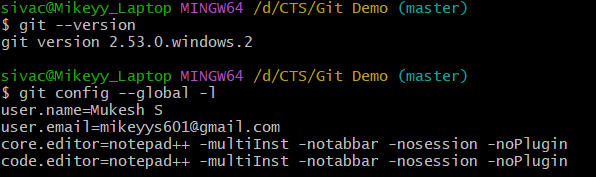 sivac@Mikeyy_Laptop MINGW64 /d/CTS/Git Demo (master)
$ git --version
git version 2.53.0.windows.2
sivac@Mikeyy_Laptop MINGW64 /d/CTS/Git Demo (master)
$ git config --global -l
user.name=Mukesh S
user.email=mikeyys601@gmail.com
core.editor=notepad++ -multiInst -notabbar -nosession -noPlugin
code.editor=notepad++ -multiInst -notabbar -nosession -noPlugin